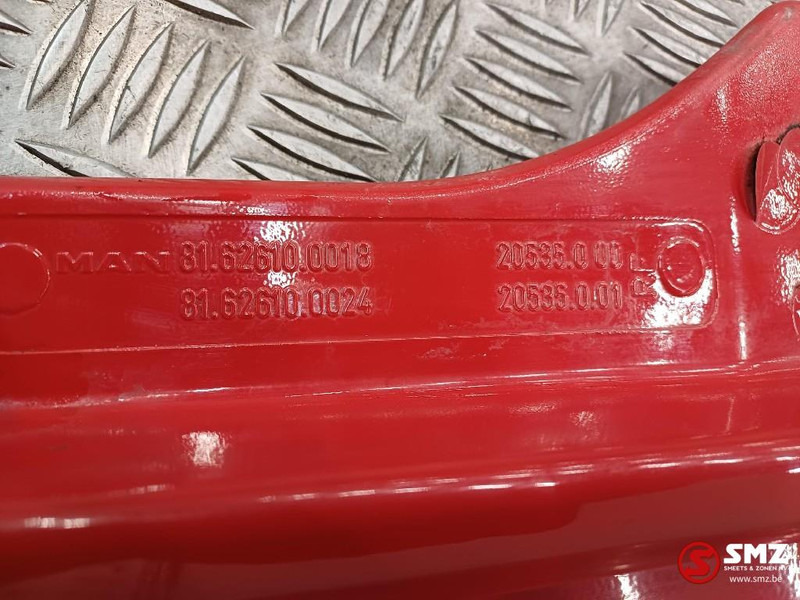 MAN 81.62610.0018 20535.0.00
81.62610.0024 20535.0.01
SMZ
SMEETS & ZONEN NV
www.smz.be